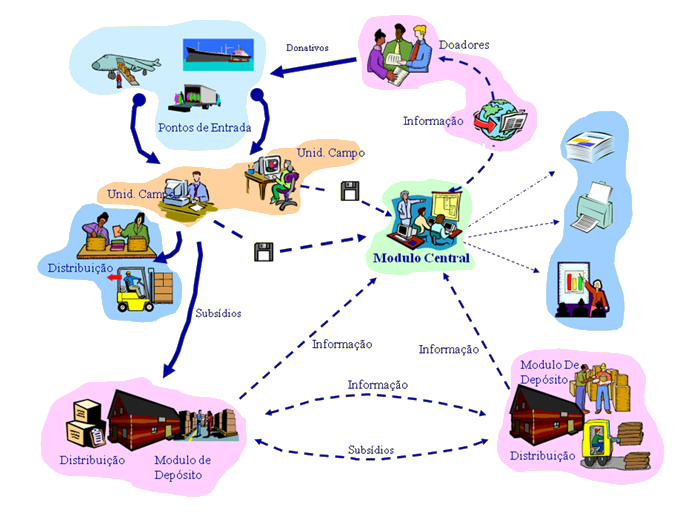 Donativos
Doadores
Informação
Pontos de Entrada
Unid. Campo
Unid. Camp
Modulo Central
Distribuição
Subsídios
Informação
Informação
Informação
Subsídios
Modulo De
Depósito
Distribuição
Distribuição
Modulo de
Depósito